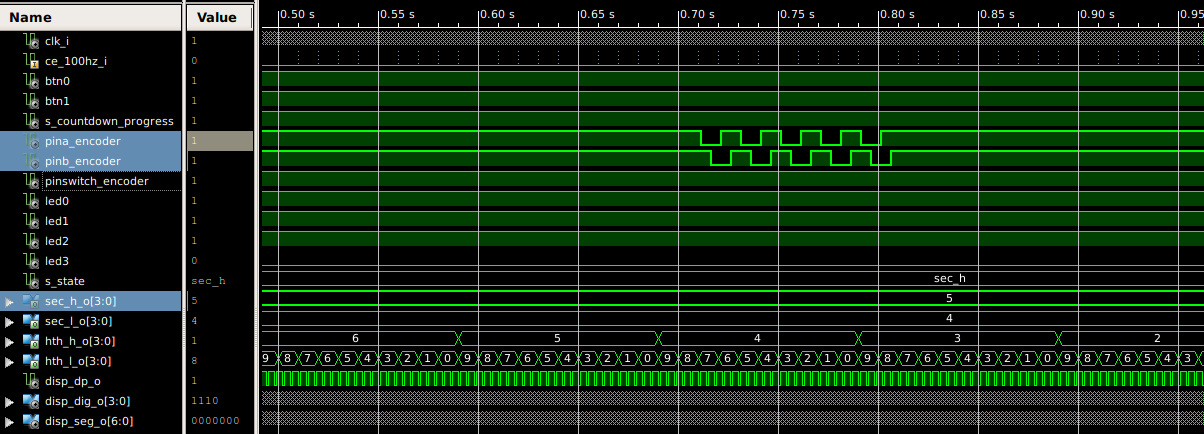 Name Value 0.50 s 0.55 s 0.60 s 0.65 s 0.70 s 0.75 s 0.80 s 0.85 s 0.90 s 0.95
clk_i 1
ce_100hz_i 0
btn0 1
btn1 1
s_countdown_progress 1
pina_encoder 1
pinb_encoder 1
pinswitch_encoder 1
led0 1
led1 1
led2 1
led3 0
s_state sec_h sec_h
sec_h_o[3:0] 5 5
sec_l_o[3:0] 4 4
hth_h_o[3:0] 1 6 5 4 3 2
hth_l_o[3:0] 8 9 8 7 6 5 4 3 2 1 0 9 8 7 6 5 4 3 2 1 0 9 8 7 6 5 4 3 2 1 0 9 8 7 6 5 4 3 2 1 0 9 8 7 6 5 4 3
disp_dp_o 1
disp_dig_o[3:0] 1110
disp_seg_o[6:0] 0000000